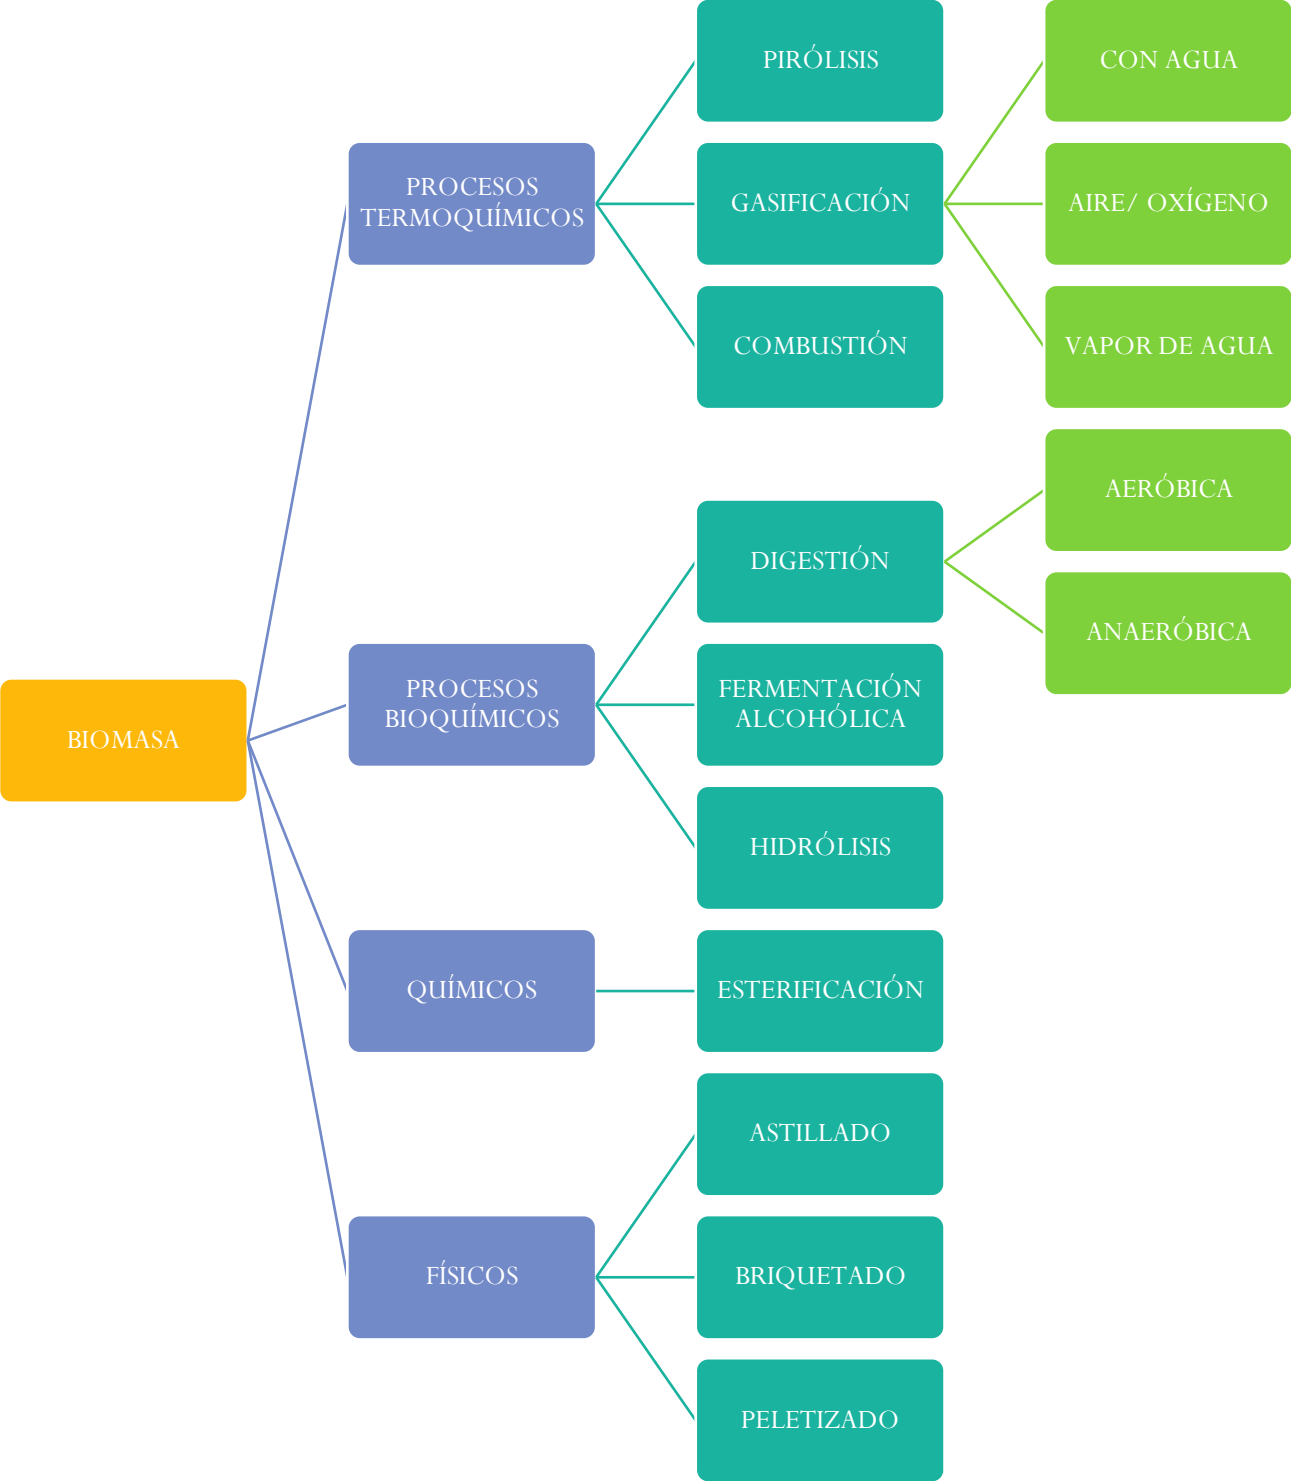 PIRÓLISIS
CON AGUA
PROCESOS
TERMOQUÍMICOS
GASIFICACIÓN
AIRE/ OXÍGENO
COMBUSTIÓN
VAPOR DE AGUA
AERÓBICA
DIGESTIÓN
ANAERÓBICA
PROCESOS
BIOQUÍMICOS
FERMENTACIÓN
ALCOHÓLICA
BIOMASA
HIDRÓLISIS
QUÍMICOS
ESTERIFICACIÓN
ASTILLADO
FÍSICOS
BRIQUETADO
PELETIZADO